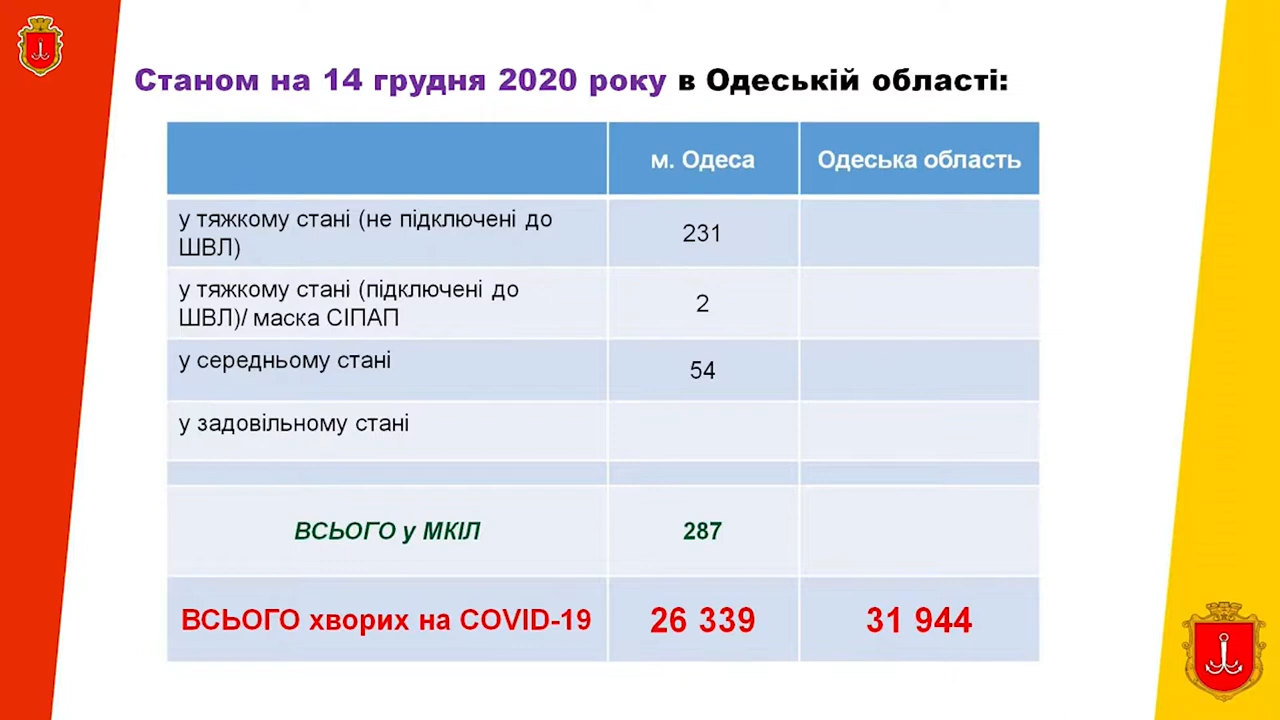 Станом на 14 грудня 2020 року в Одеській області:
м. Одеса
Одеська область
у тяжкому стані (не підключені до
ШВЛ)
231
у тяжкому стані (підключені до
ШВЛ)/ маска СІПАП
2
у середньому стані
54
у задовільному стані
ВСЬОГО у МКІЛ
287
ВСЬОГО хворих на COVID-19
26 339
31 944